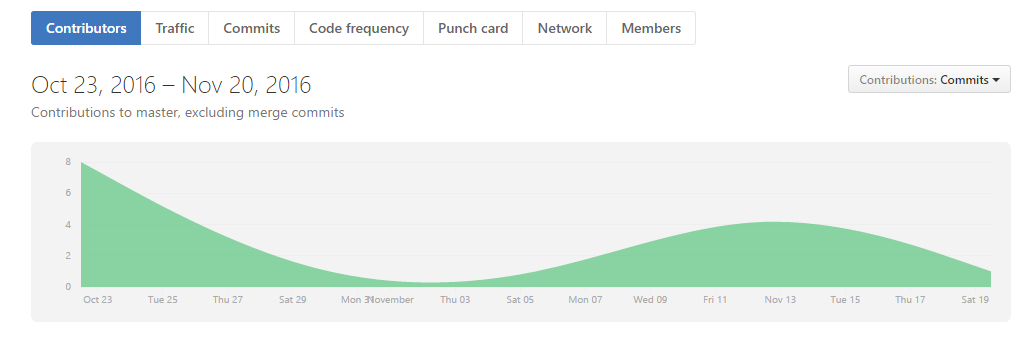 Contributors Traffic Commits Code frequency Punch card Network Members
Oct 23, 2016 – Nov 20, 2016
Contributions: Commits
Contributions to master, excluding merge commits
8
6
4
2
0
Oct 23 Tue 25 Thu 27 Sat 29 Mon 31 November Thu 03 Sat 05 Mon 07 Wed 09 Fri 11 Nov 13 Tue 15 Thu 17 Sat 19